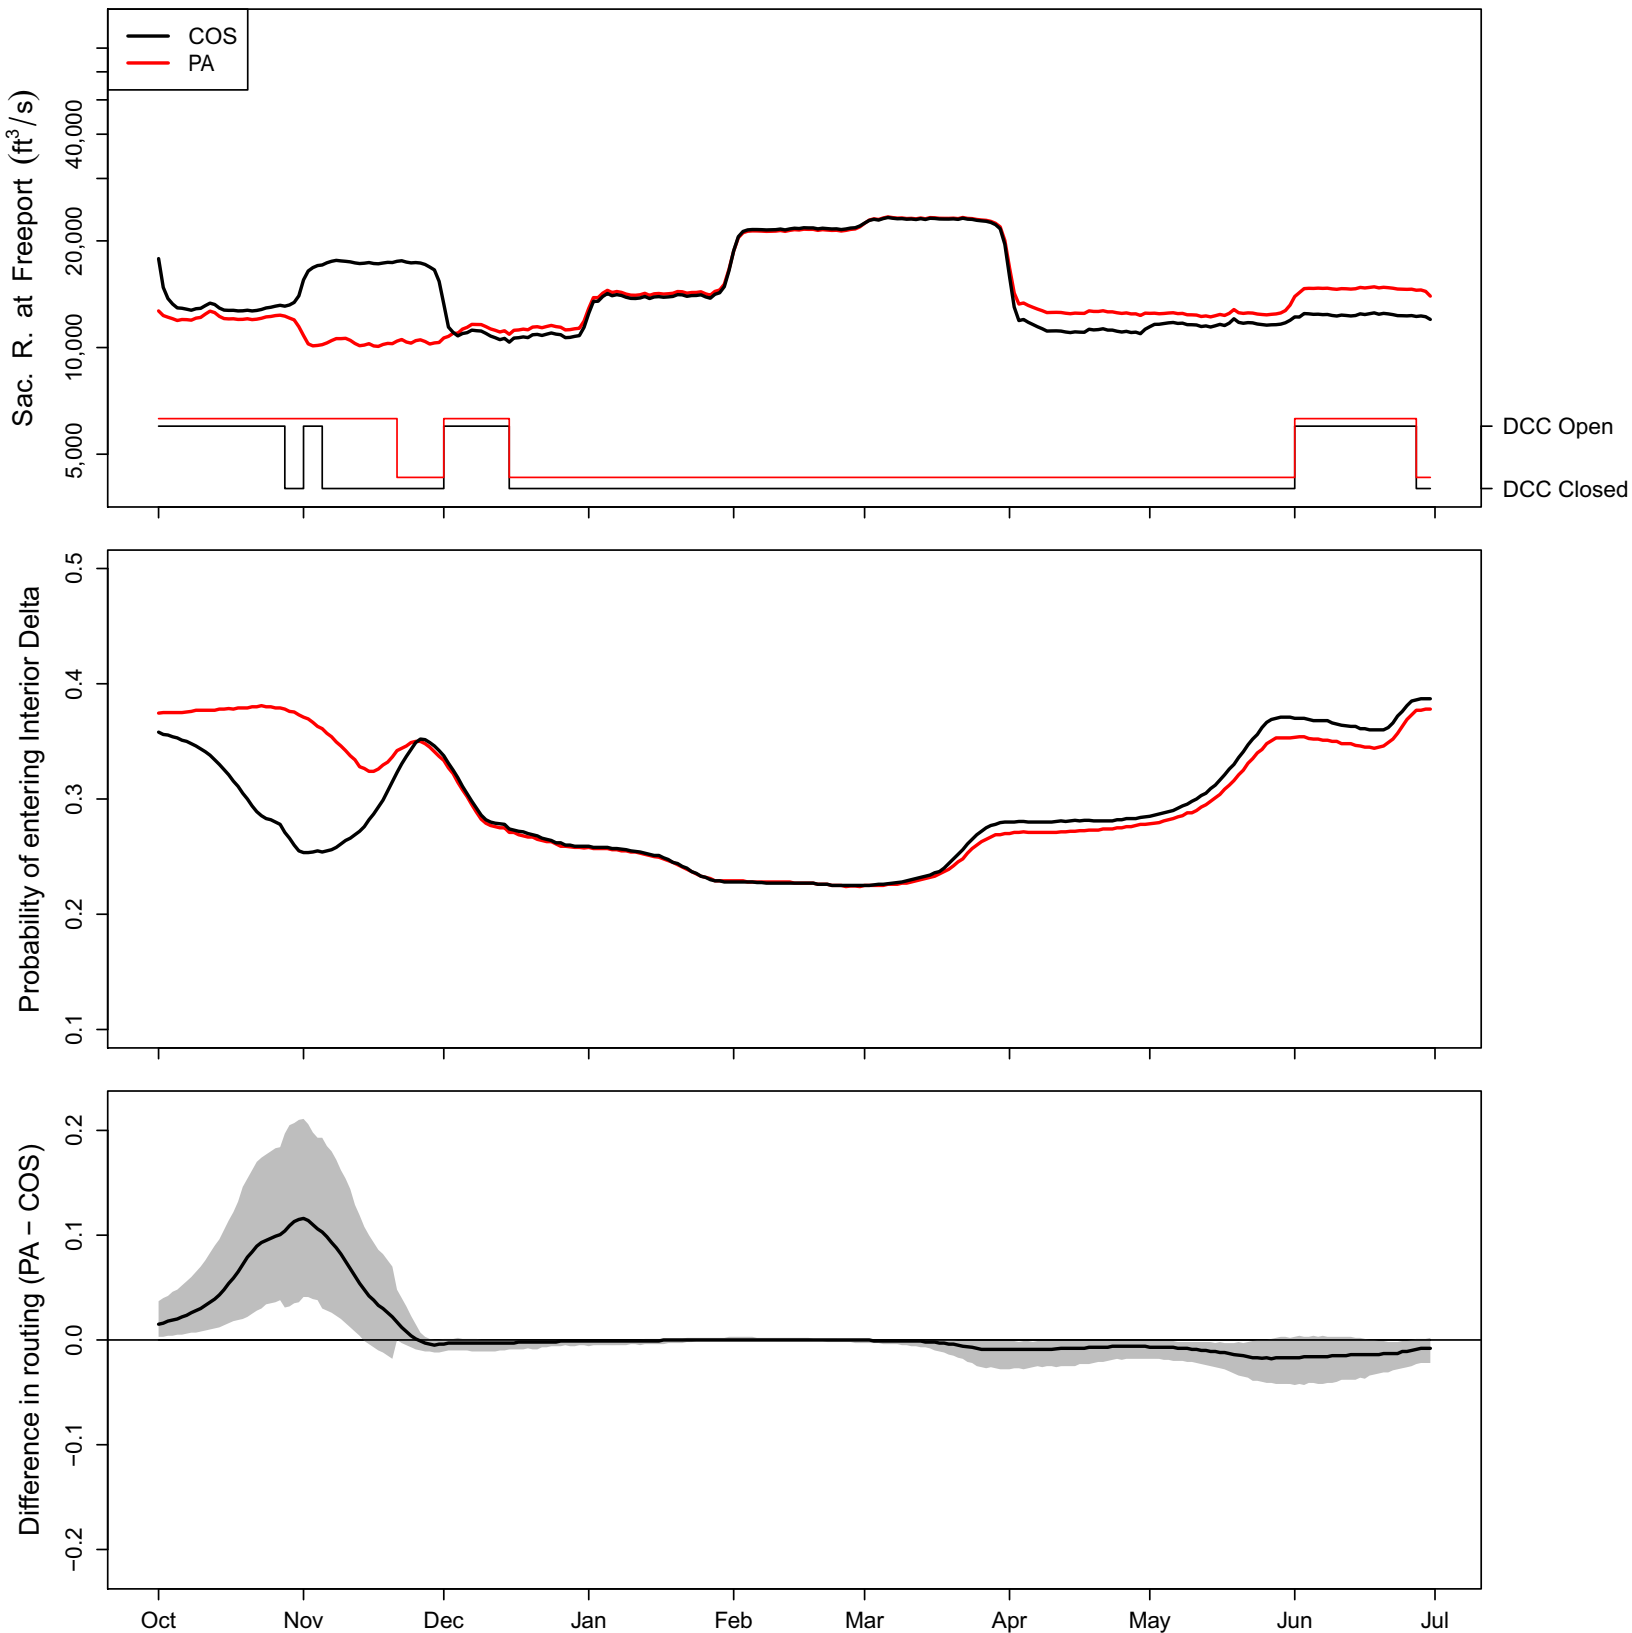 COS
PA
Sac. R. at Freeport (ft³/s)
40,000
20,000
10,000
5,000
DCC Open
DCC Closed
Probability of entering Interior Delta
0.5
0.4
0.3
0.2
0.1
Difference in routing (PA − COS)
0.2
0.1
0.0
−0.1
−0.2
Oct Nov Dec Jan Feb Mar Apr May Jun Jul